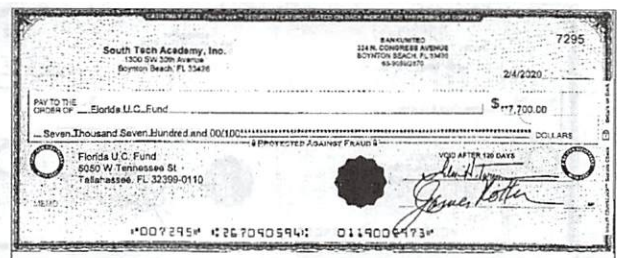 South Tech Academy, Inc.
1300 SW 30th Avenue
Boynton Beach, FL 33436
BANKUNITED
224 N. CONGRESS AVENUE
BOYNTON BEACH, FL
7295
2/4/2020
PAY TO THE
ORDER OF Florida U.C. Fund
$ **7,700.00
Seven Thousand Seven Hundred and 00/100
DOLLARS
PROTECTED AGAINST FRAUD
Florida U.C. Fund
5050 W Tennessee St
Tallahassee, FL 32399-0110
VOID AFTER 120 DAYS
MEMO
⑈007295⑈ ⑆267090594⑆